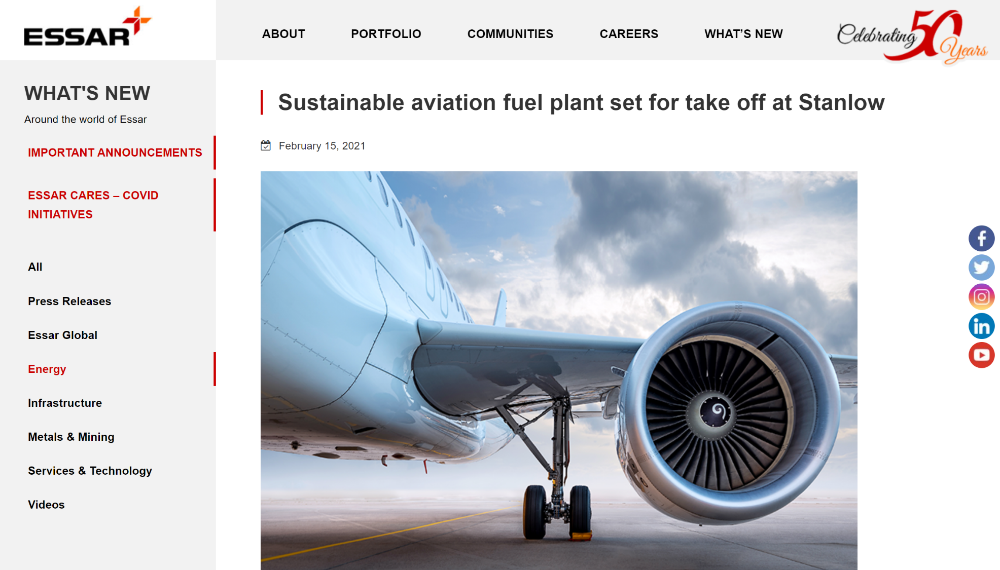 ESSAR
ABOUT
PORTFOLIO
COMMUNITIES
CAREERS
WHAT’S NEW
Celebrating 50 Years
WHAT'S NEW
Around the world of Essar
IMPORTANT ANNOUNCEMENTS
ESSAR CARES – COVID
INITIATIVES
All
Press Releases
Essar Global
Energy
Infrastructure
Metals & Mining
Services & Technology
Videos
Sustainable aviation fuel plant set for take off at Stanlow
February 15, 2021